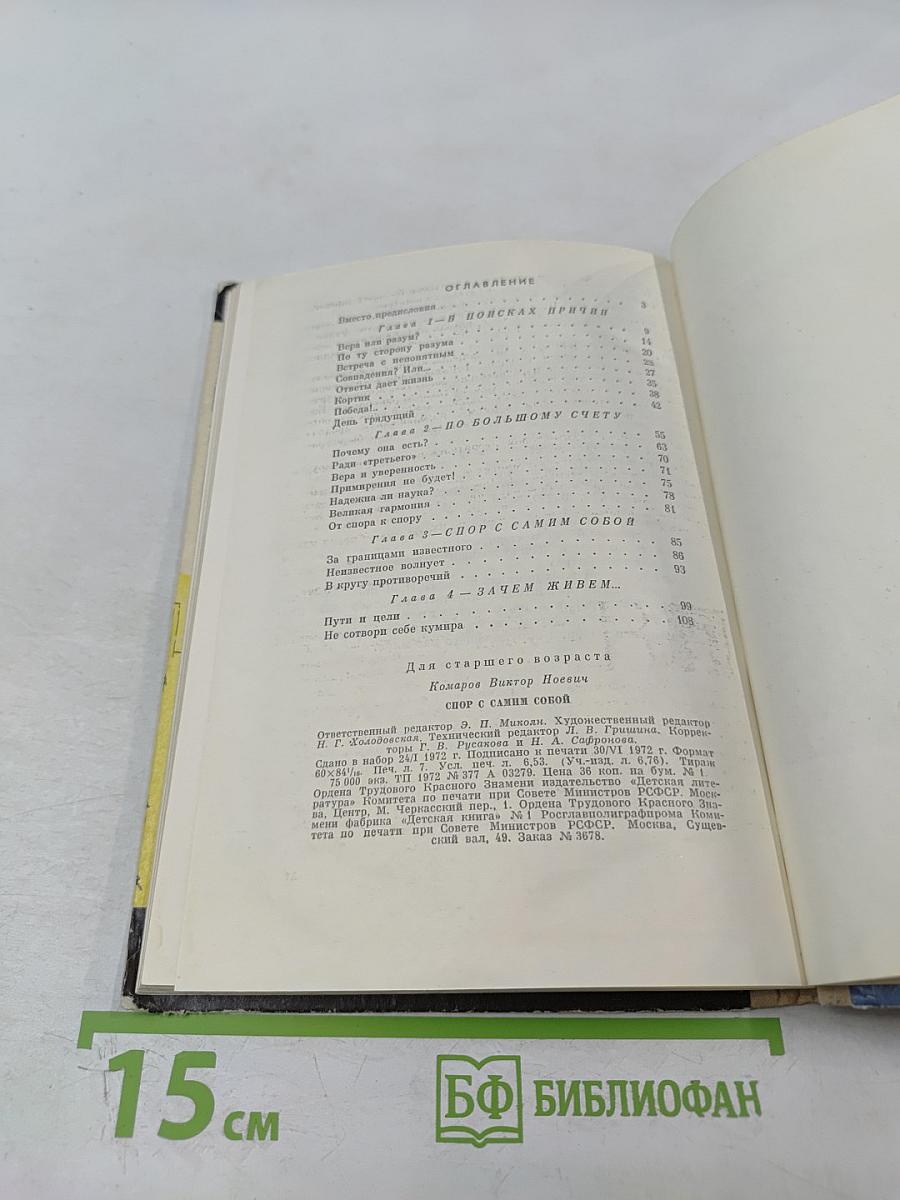 ОГЛАВЛЕНИЕ
Вместо предисловия . . . . . . . . . . . . . . . 3
Глава 1 — В ПОИСКАХ ПРИЧИН
Вера или разум? . . . . . . . . . . . . . . . 9
По ту сторону разума . . . . . . . . . . . . . . . 14
Встреча с непонятным . . . . . . . . . . . . . . . 20
Совпадения? Или... . . . . . . . . . . . . . . . 23
Ответы дает жизнь . . . . . . . . . . . . . . . 27
Кортик . . . . . . . . . . . . . . . 35
Победа!.. . . . . . . . . . . . . . . 38
День грядущий . . . . . . . . . . . . . . . 42
Глава 2 — ПО БОЛЬШОМУ СЧЕТУ
Почему она есть? . . . . . . . . . . . . . . . 55
Ради «третьего» . . . . . . . . . . . . . . . 63
Вера и уверенность . . . . . . . . . . . . . . . 70
Примирения не будет! . . . . . . . . . . . . . . . 71
Надежна ли наука? . . . . . . . . . . . . . . . 75
Великая гармония . . . . . . . . . . . . . . . 78
От спора к спору . . . . . . . . . . . . . . . 81
Глава 3 — СПОР С САМИМ СОБОЙ
За границами известного . . . . . . . . . . . . . . . 85
Неизвестное волнует . . . . . . . . . . . . . . . 86
В кругу противоречий . . . . . . . . . . . . . . . 93
Глава 4 — ЗАЧЕМ ЖИВЕМ...
Пути и цели . . . . . . . . . . . . . . . 99
Не сотвори себе кумира . . . . . . . . . . . . . . . 108
Для старшего возраста
Комаров Виктор Ноевич
СПОР С САМИМ СОБОЙ
Ответственный редактор Э. П. Микоян. Художественный редактор
Н. Г. Холодовская. Технический редактор Л. В. Гришина. Коррек-
торы Г. В. Русакова и Н. А. Сафронова.
Сдано в набор 24/I 1972 г. Подписано к печати 30/VI 1972 г. Формат
60×84¹/₁₆. Печ. л. 7. Усл. печ. л. 6,53. (Уч.-изд. л. 6,76). Тираж
75 000 экз. ТП 1972 № 377 А 03279. Цена 36 коп. на бум. № 1.
Ордена Трудового Красного Знамени издательство «Детская лите-
ратура» Комитета по печати при Совете Министров РСФСР. Моск-
ва, Центр, М. Черкасский пер., 1. Ордена Трудового Красного Зна-
мени фабрика «Детская книга» № 1 Росглавполиграфпрома Коми-
тета по печати при Совете Министров РСФСР. Москва, Сущев-
ский вал, 49. Заказ № 3678.
15 см
БФ БИБЛИОФАН